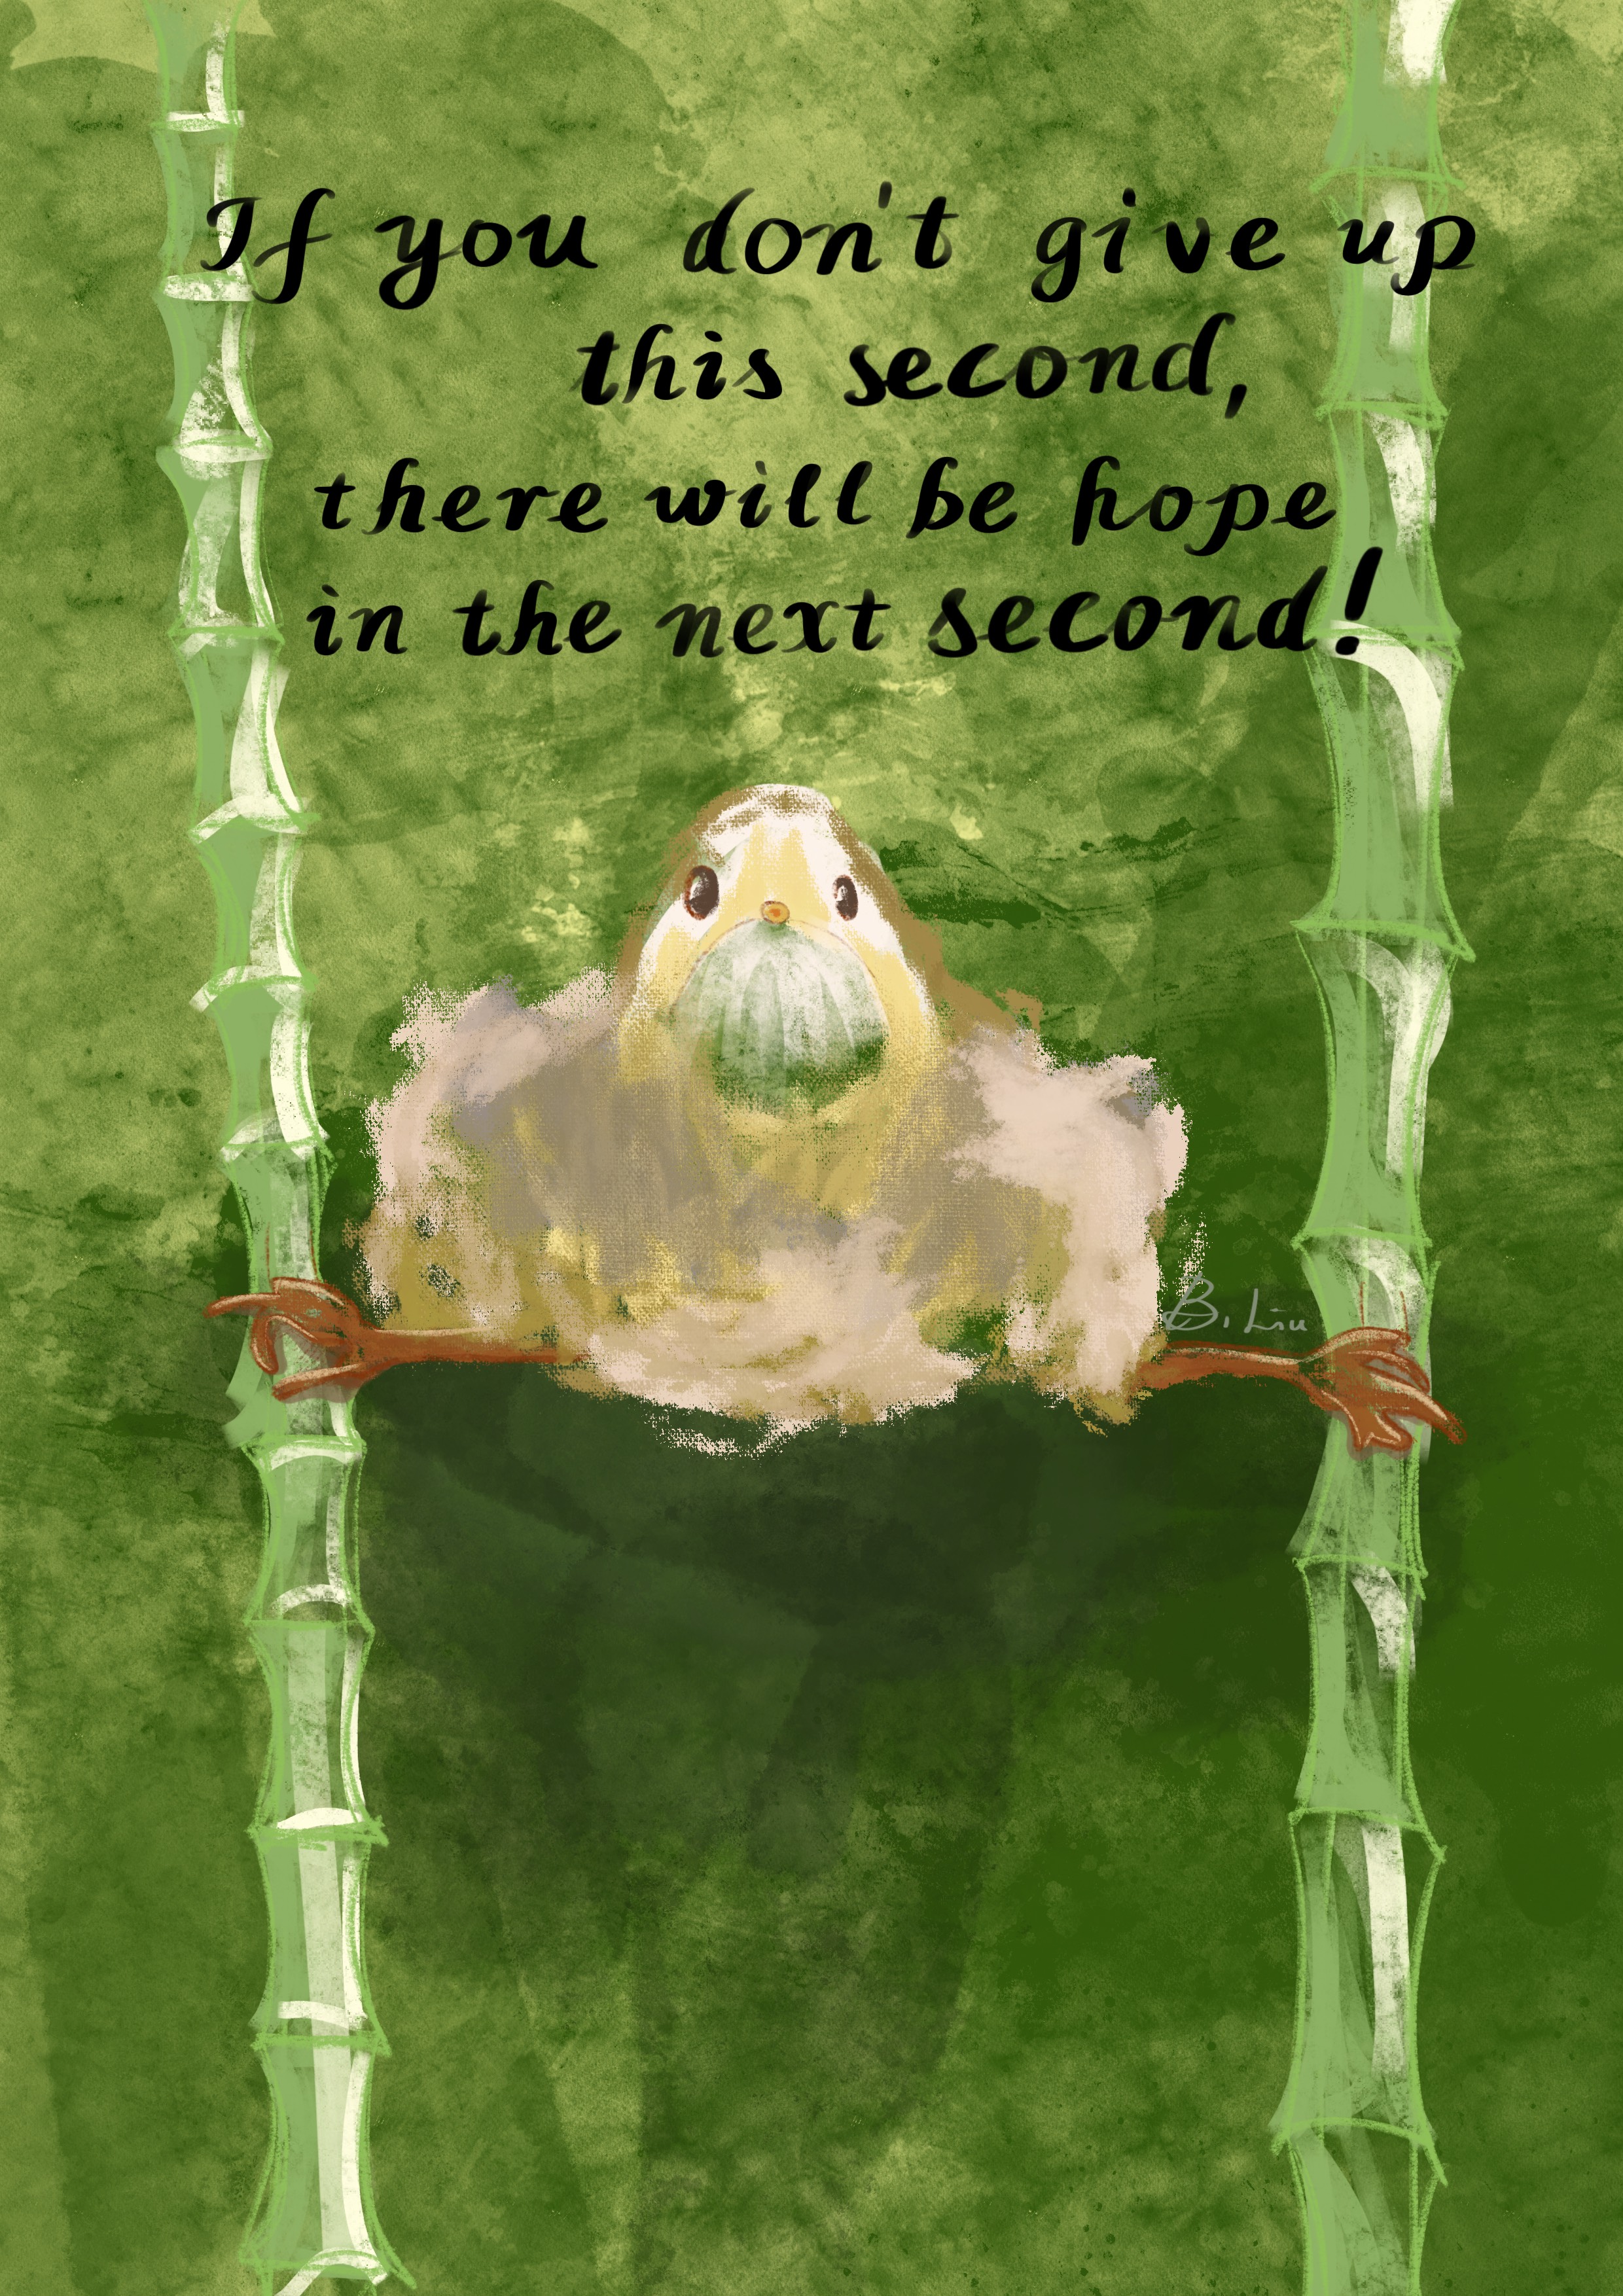 If you don't give up
this second,
there will be hope
in the next second!
B. Liu